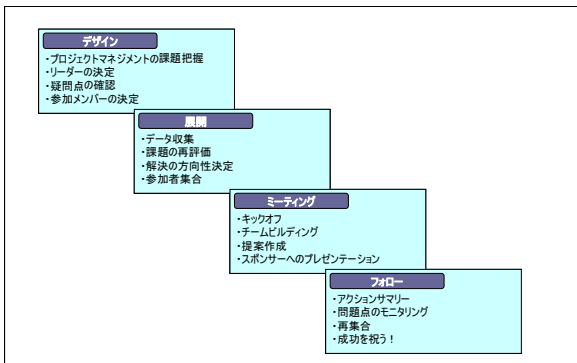 デザイン
・プロジェクトマネジメントの課題把握
・リーダーの決定
・疑問点の確認
・参加メンバーの決定
展開
・データ収集
・課題の再評価
・解決の方向性決定
・参加者集合
ミーティング
・キックオフ
・チームビルディング
・提案作成
・スポンサーへのプレゼンテーション
フォロー
・アクションサマリー
・問題点のモニタリング
・再集合
・成功を祝う！